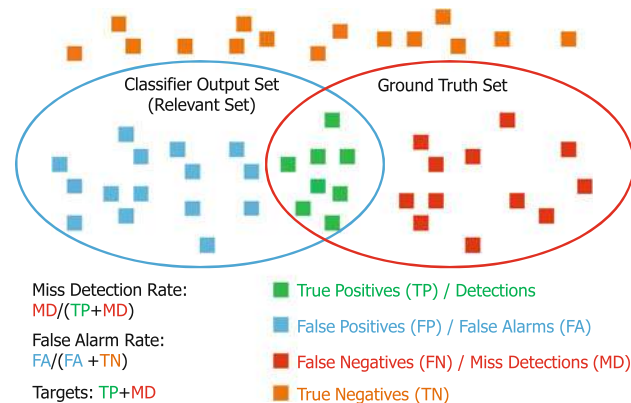 Classifier Output Set
(Relevant Set)
Ground Truth Set
Miss Detection Rate:
MD/(TP+MD)
False Alarm Rate:
FA/(FA +TN)
Targets: TP+MD
True Positives (TP) / Detections
False Positives (FP) / False Alarms (FA)
False Negatives (FN) / Miss Detections (MD)
True Negatives (TN)